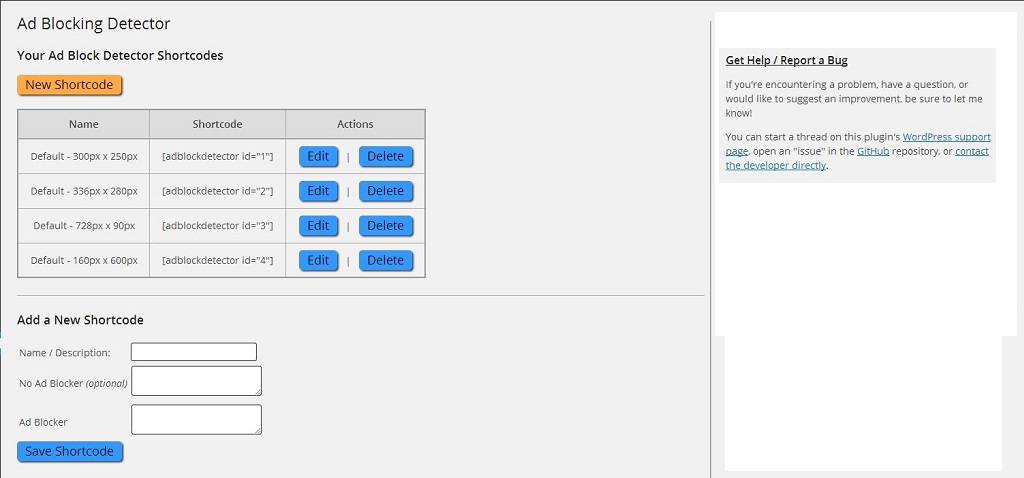 Ad Blocking Detector
Your Ad Block Detector Shortcodes
New Shortcode
Name Shortcode Actions
Default - 300px x 250px [adblockdetector id="1"] Edit | Delete
Default - 336px x 280px [adblockdetector id="2"] Edit | Delete
Default - 728px x 90px [adblockdetector id="3"] Edit | Delete
Default - 160px x 600px [adblockdetector id="4"] Edit | Delete
Add a New Shortcode
Name / Description:
No Ad Blocker (optional)
Ad Blocker
Save Shortcode
Get Help / Report a Bug
If you're encountering a problem, have a question, or
would like to suggest an improvement, be sure to let me
know!
You can start a thread on this plugin's WordPress support
page, open an "issue" in the GitHub repository, or contact
the developer directly.